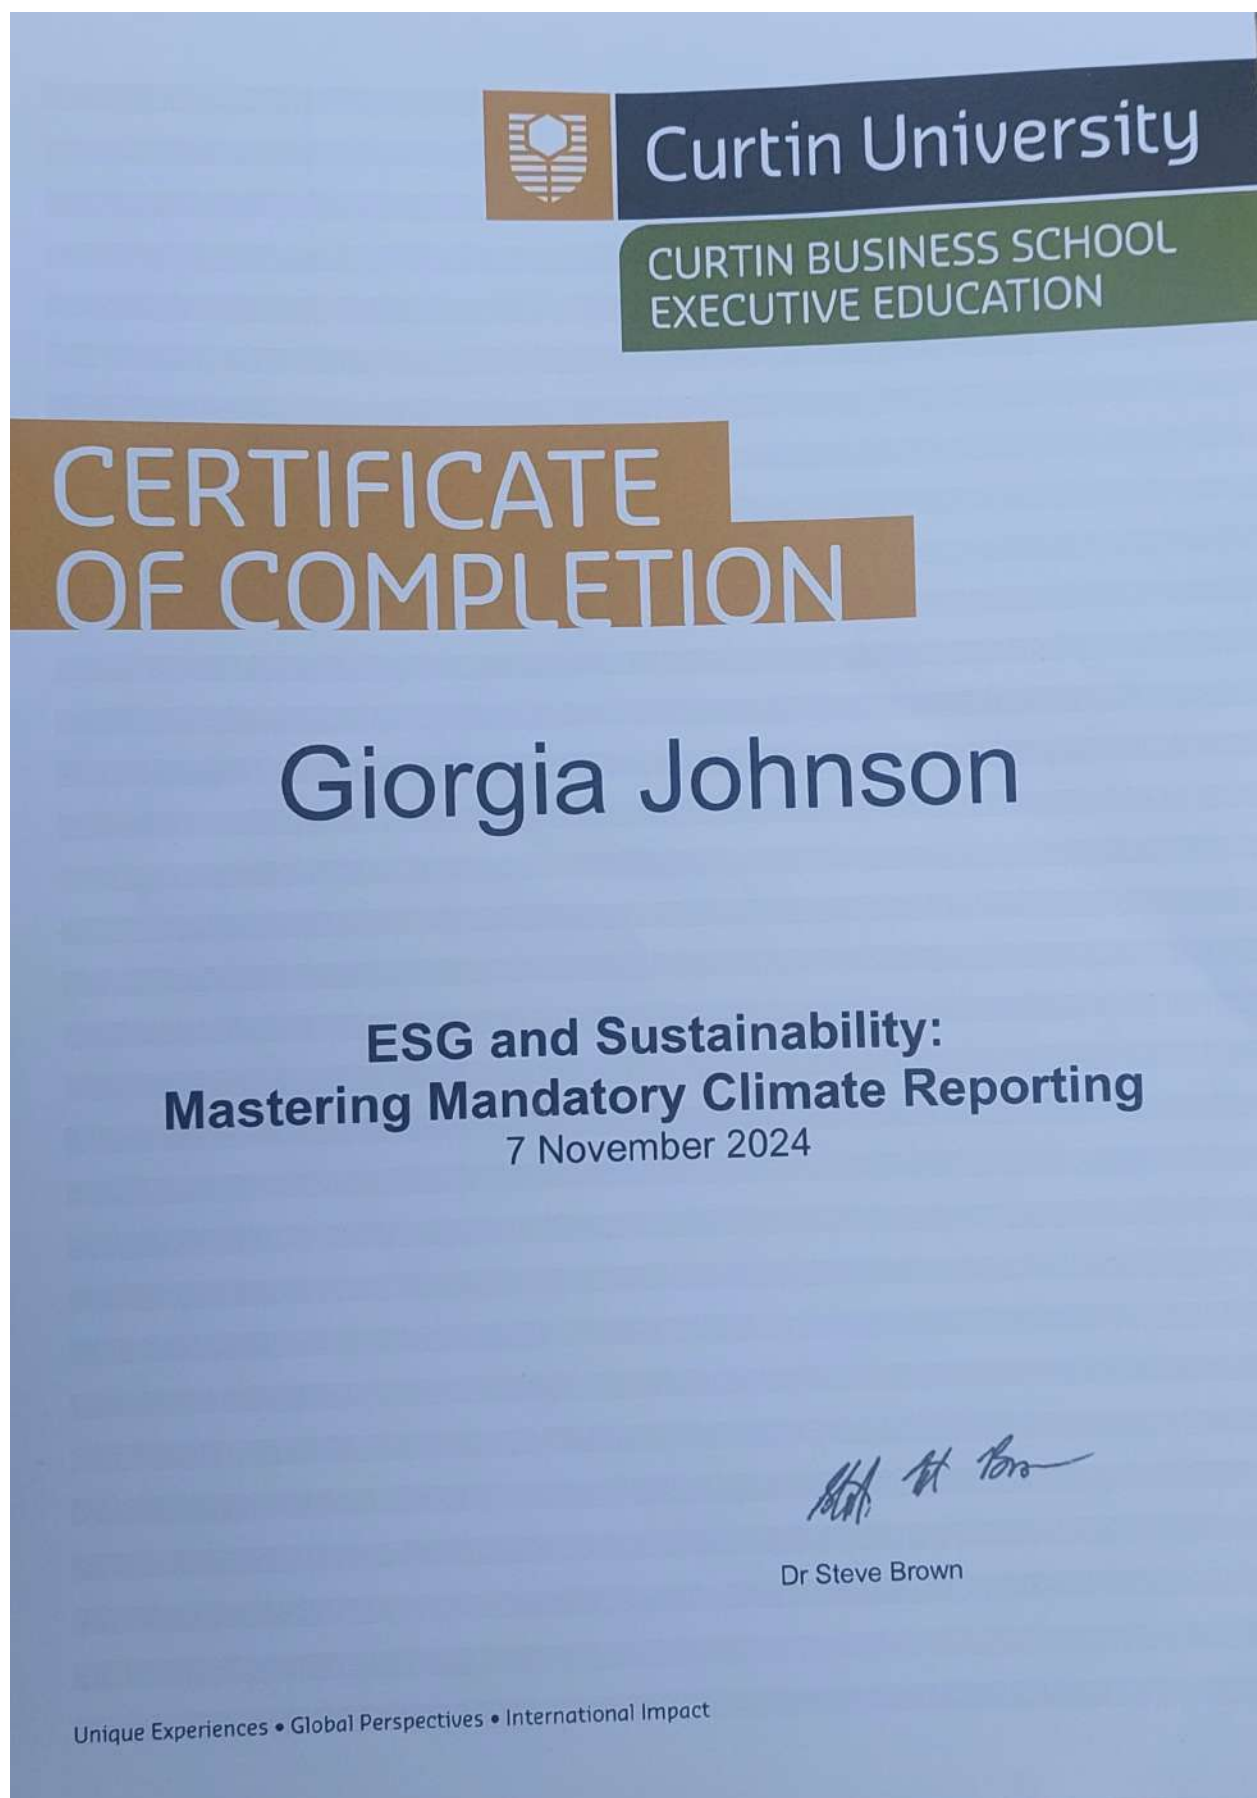 Curtin University
CURTIN BUSINESS SCHOOL
EXECUTIVE EDUCATION
CERTIFICATE
OF COMPLETION
Giorgia Johnson
ESG and Sustainability:
Mastering Mandatory Climate Reporting
7 November 2024
Dr Steve Brown
Unique Experiences • Global Perspectives • International Impact